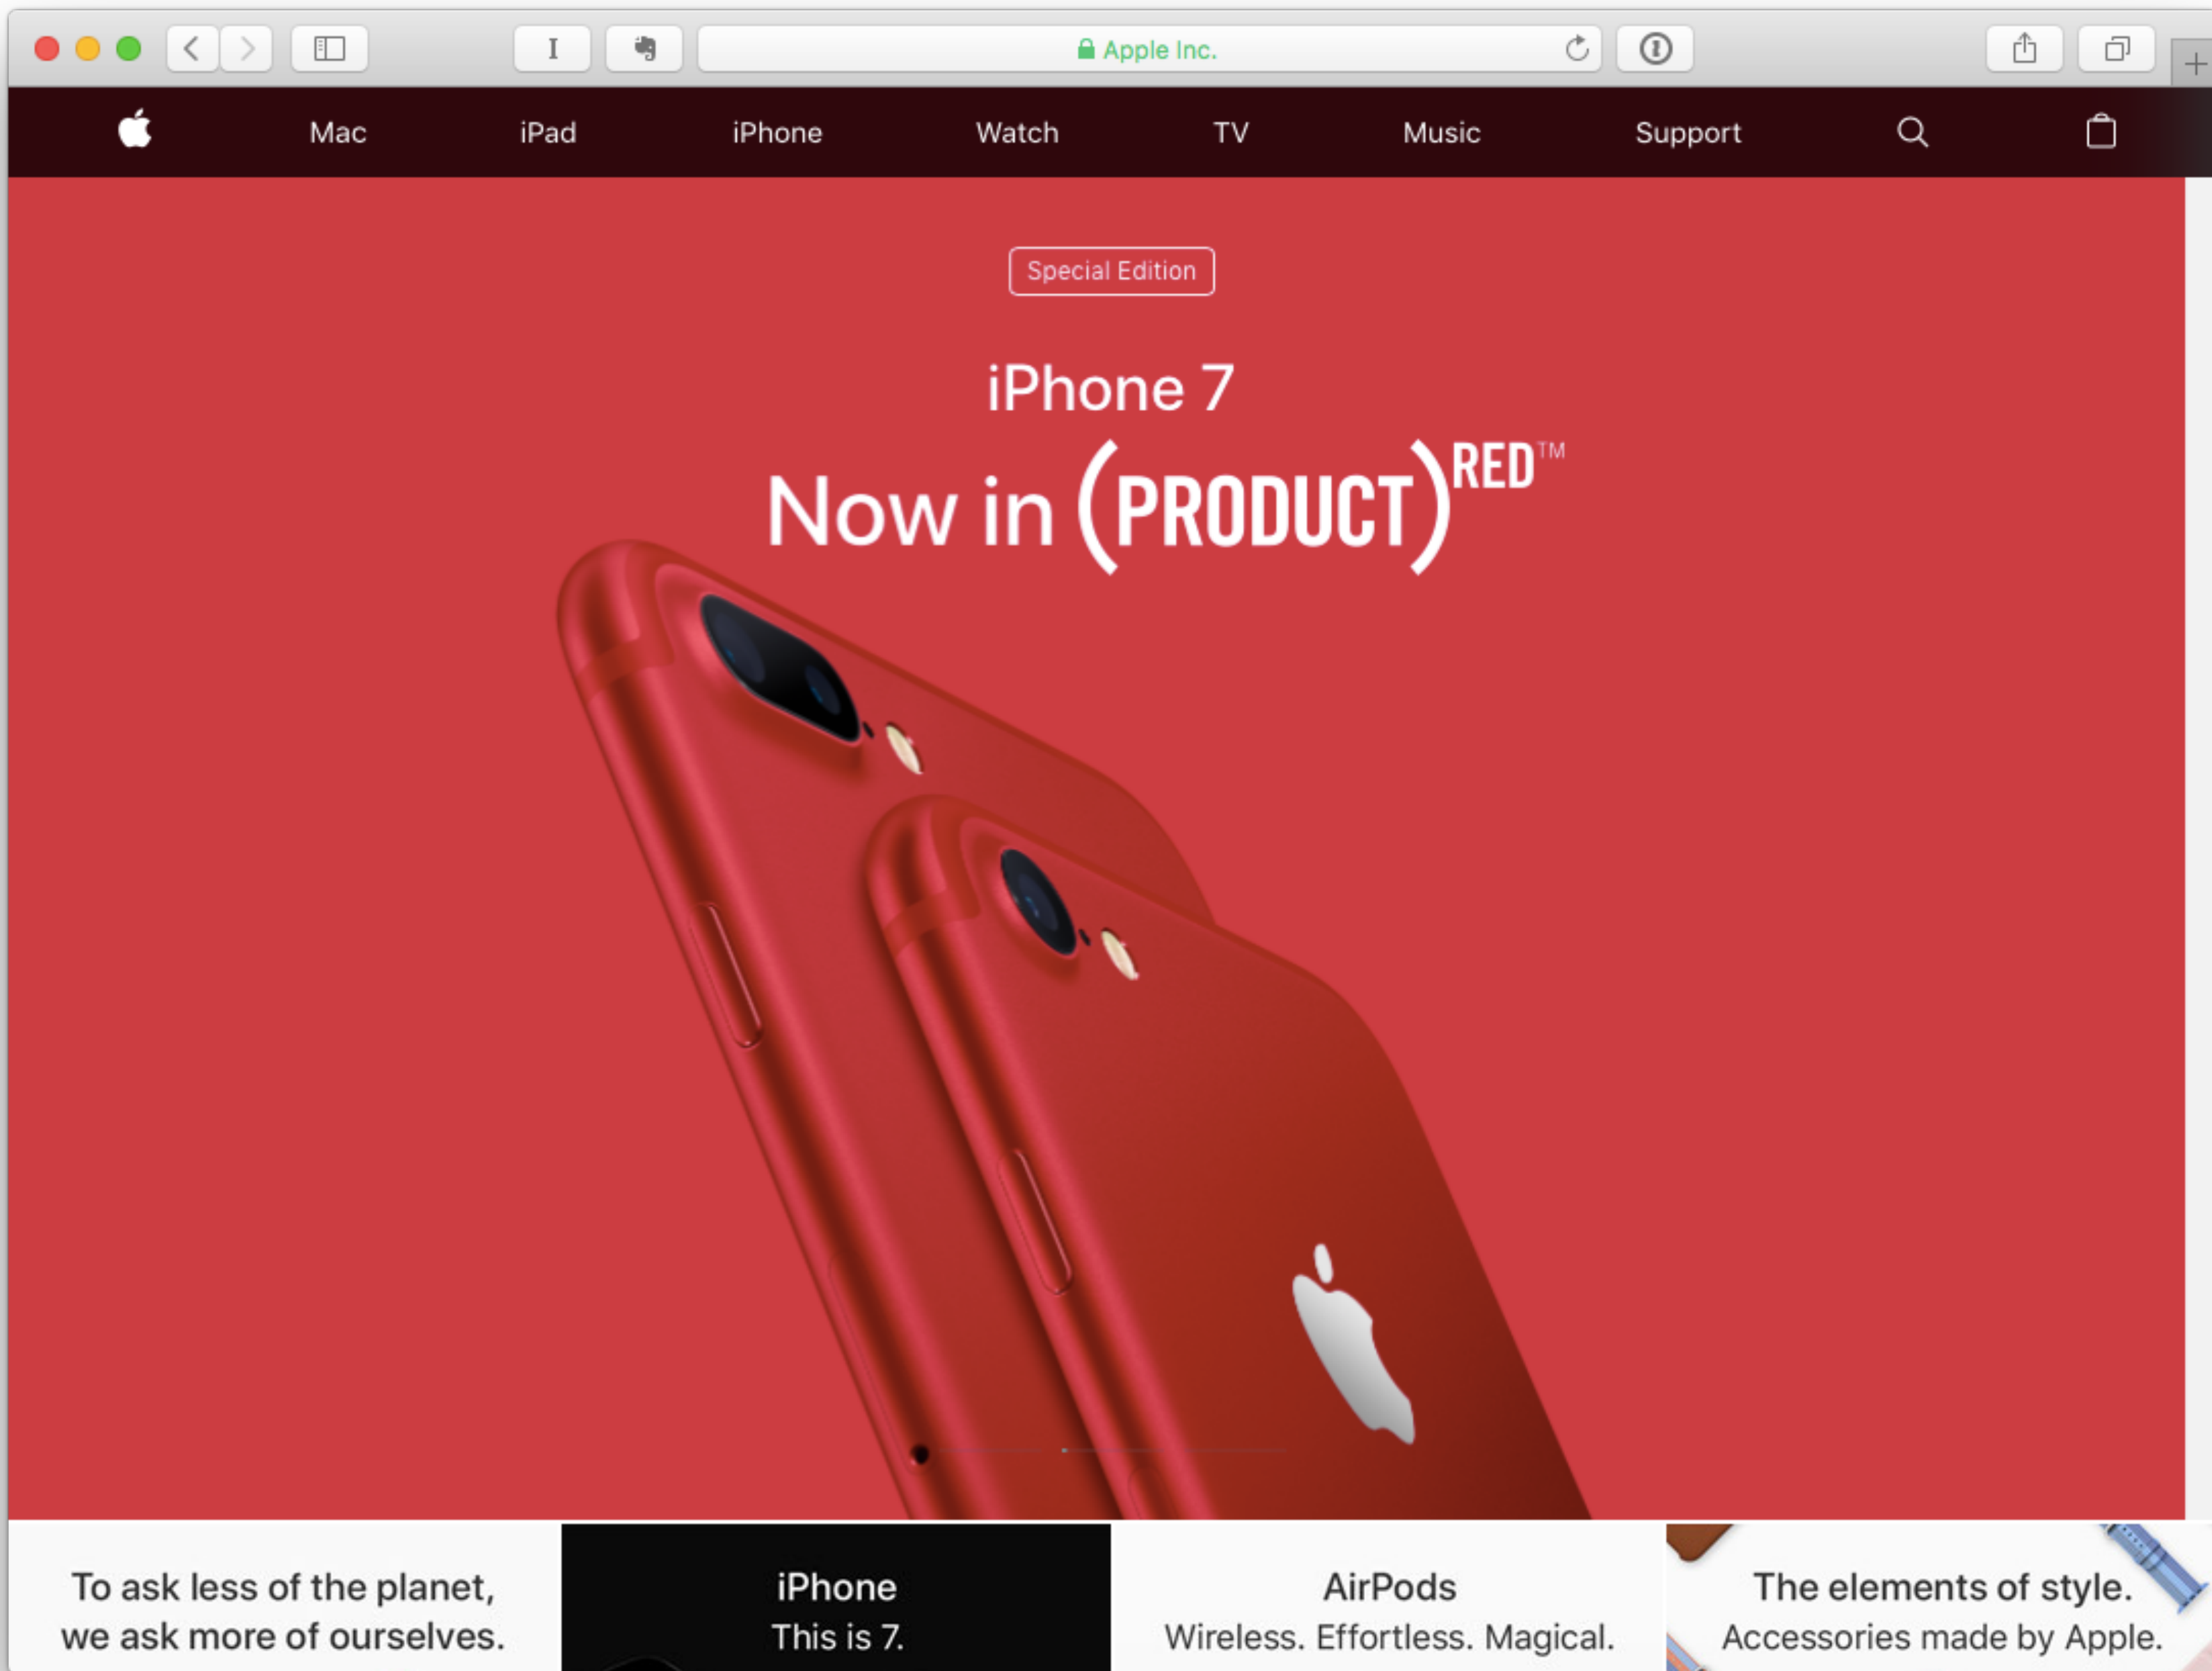 Apple Inc.
Mac iPad iPhone Watch TV Music Support
Special Edition
iPhone 7
Now in (PRODUCT)RED™
To ask less of the planet,
we ask more of ourselves.
iPhone
This is 7.
AirPods
Wireless. Effortless. Magical.
The elements of style.
Accessories made by Apple.